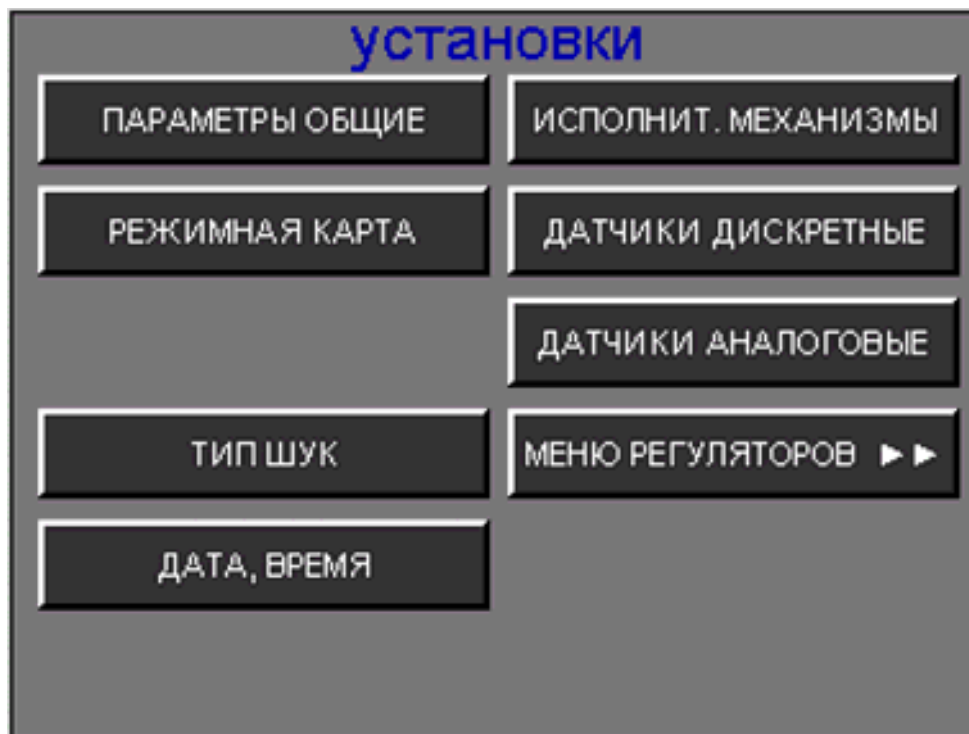 установки
ПАРАМЕТРЫ ОБЩИЕ
ИСПОЛНИТ. МЕХАНИЗМЫ
РЕЖИМНАЯ КАРТА
ДАТЧИКИ ДИСКРЕТНЫЕ
ДАТЧИКИ АНАЛОГОВЫЕ
ТИП ШУК
МЕНЮ РЕГУЛЯТОРОВ ►►
ДАТА, ВРЕМЯ